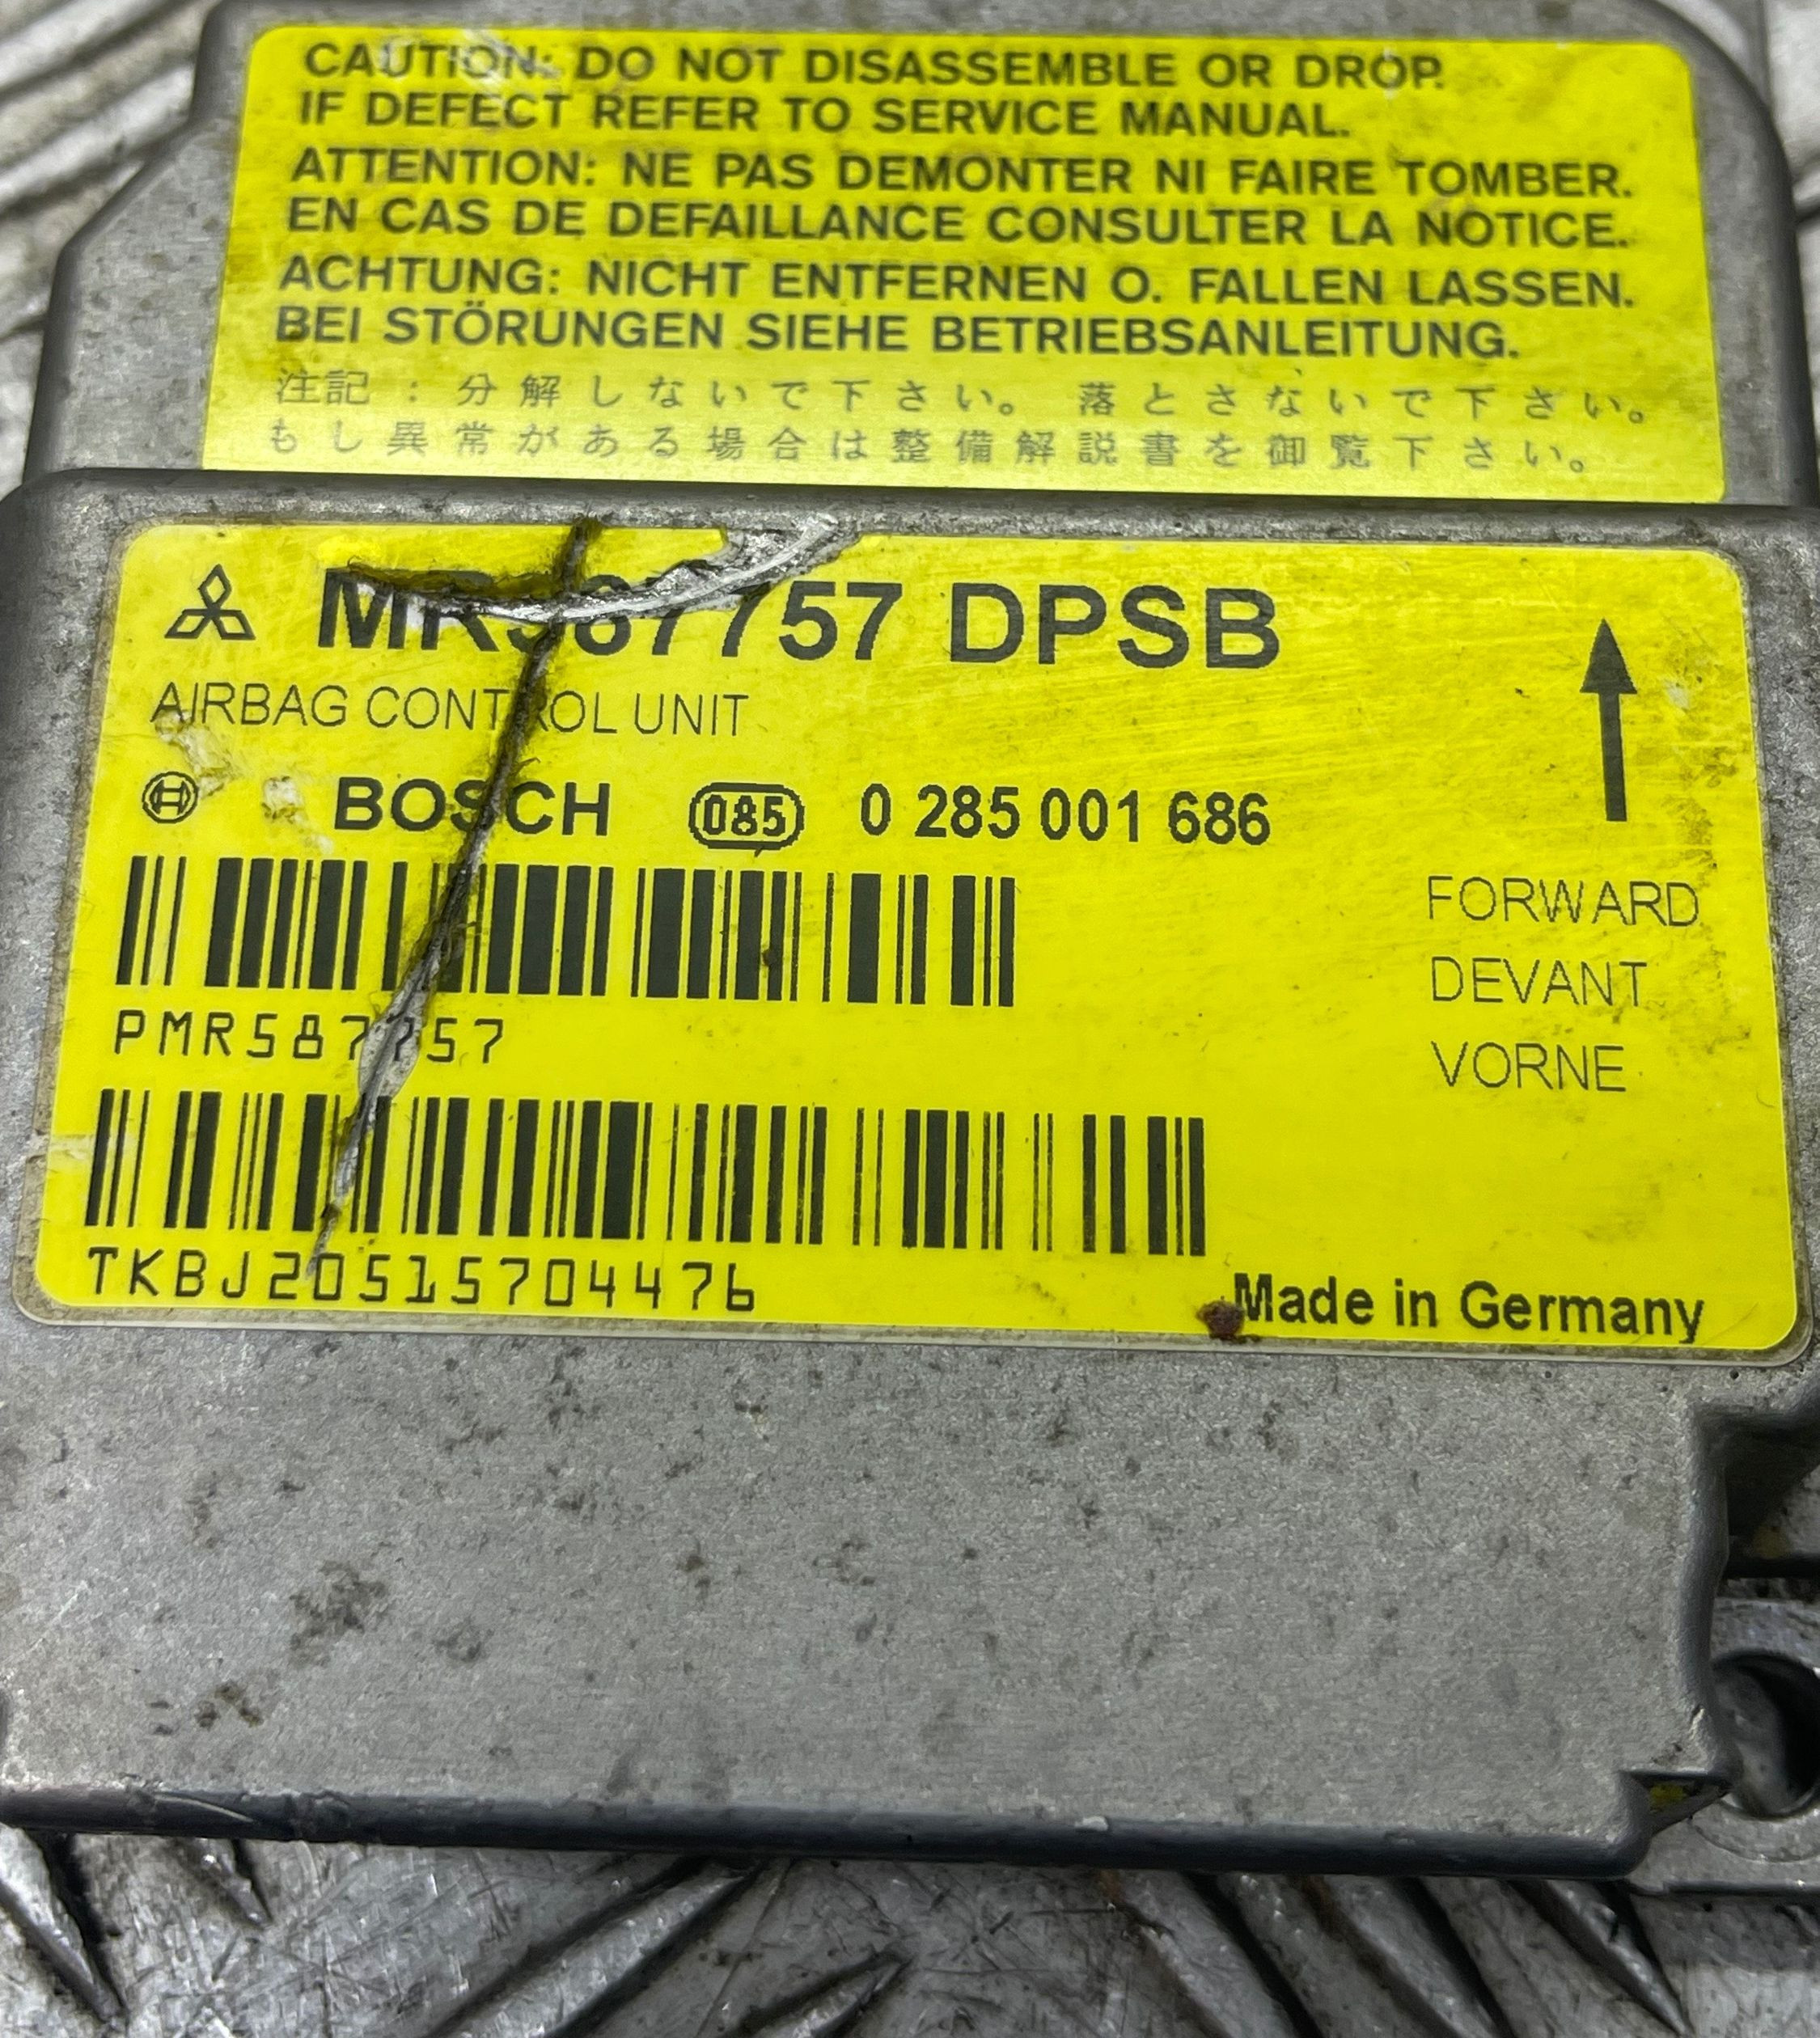 CAUTION: DO NOT DISASSEMBLE OR DROP.
IF DEFECT REFER TO SERVICE MANUAL.
ATTENTION: NE PAS DEMONTER NI FAIRE TOMBER.
EN CAS DE DEFAILLANCE CONSULTER LA NOTICE.
ACHTUNG: NICHT ENTFERNEN O. FALLEN LASSEN.
BEI STÖRUNGEN SIEHE BETRIEBSANLEITUNG.
注記：分解しないで下さい。落とさないで下さい。
もし異常がある場合は整備解説書を御覧下さい。
MR587757 DPSB
AIRBAG CONTROL UNIT
BOSCH 085 0 285 001 686
PMR587757
TKBJ20515704476
FORWARD
DEVANT
VORNE
Made in Germany